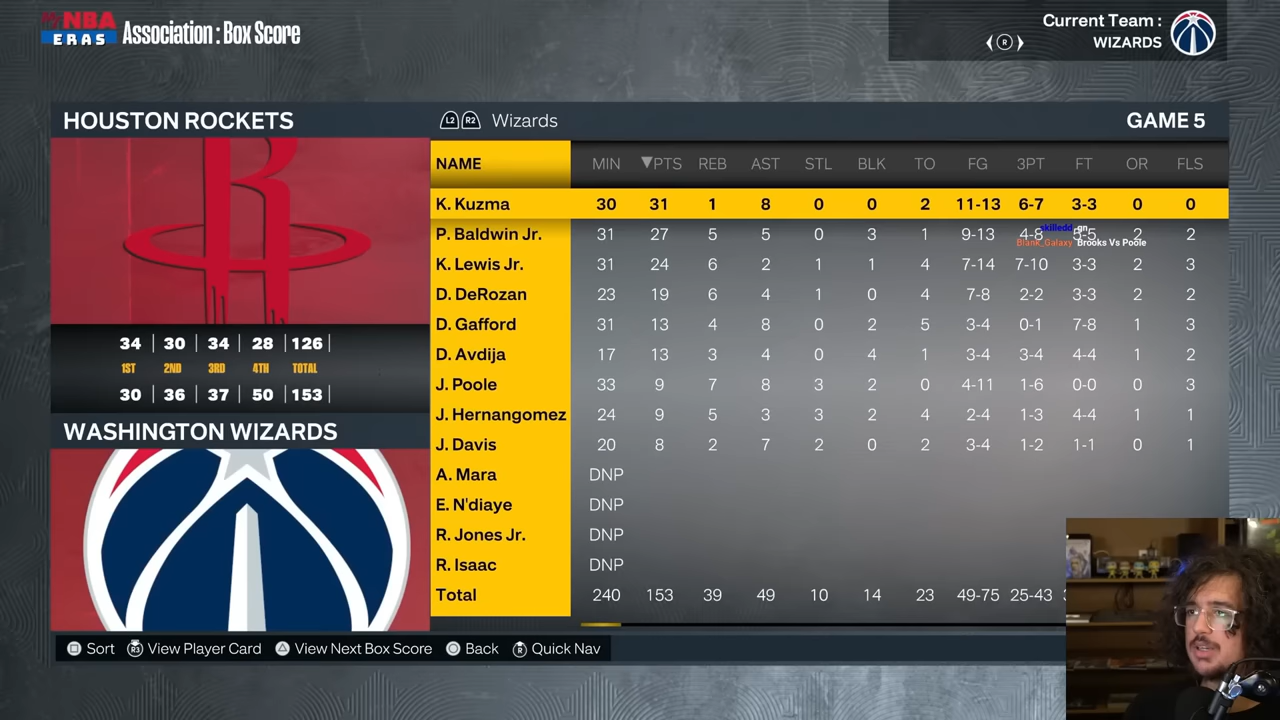 NBA
ERAS
Association : Box Score
Current Team :
R
WIZARDS
HOUSTON ROCKETS
34 30 34 28 126
1ST 2ND 3RD 4TH TOTAL
30 36 37 50 153
WASHINGTON WIZARDS
L2 R2 Wizards GAME 5
NAME MIN ▼PTS REB AST STL BLK TO FG 3PT FT OR FLS
K. Kuzma 30 31 1 8 0 0 2 11-13 6-7 3-3 0 0
P. Baldwin Jr. 31 27 5 5 0 3 1 9-13 4-8 5-5 2 2
skilledd gn
Blank_Galaxy Brooks Vs Poole
K. Lewis Jr. 31 24 6 2 1 1 4 7-14 7-10 3-3 2 3
D. DeRozan 23 19 6 4 1 0 4 7-8 2-2 3-3 2 2
D. Gafford 31 13 4 8 0 2 5 3-4 0-1 7-8 1 3
D. Avdija 17 13 3 4 0 4 1 3-4 3-4 4-4 1 2
J. Poole 33 9 7 8 3 2 0 4-11 1-6 0-0 0 3
J. Hernangomez 24 9 5 3 3 2 4 2-4 1-3 4-4 1 1
J. Davis 20 8 2 7 2 0 2 3-4 1-2 1-1 0 1
A. Mara DNP
E. N'diaye DNP
R. Jones Jr. DNP
R. Isaac DNP
Total 240 153 39 49 10 14 23 49-75 25-43
Sort R3 View Player Card View Next Box Score Back R Quick Nav